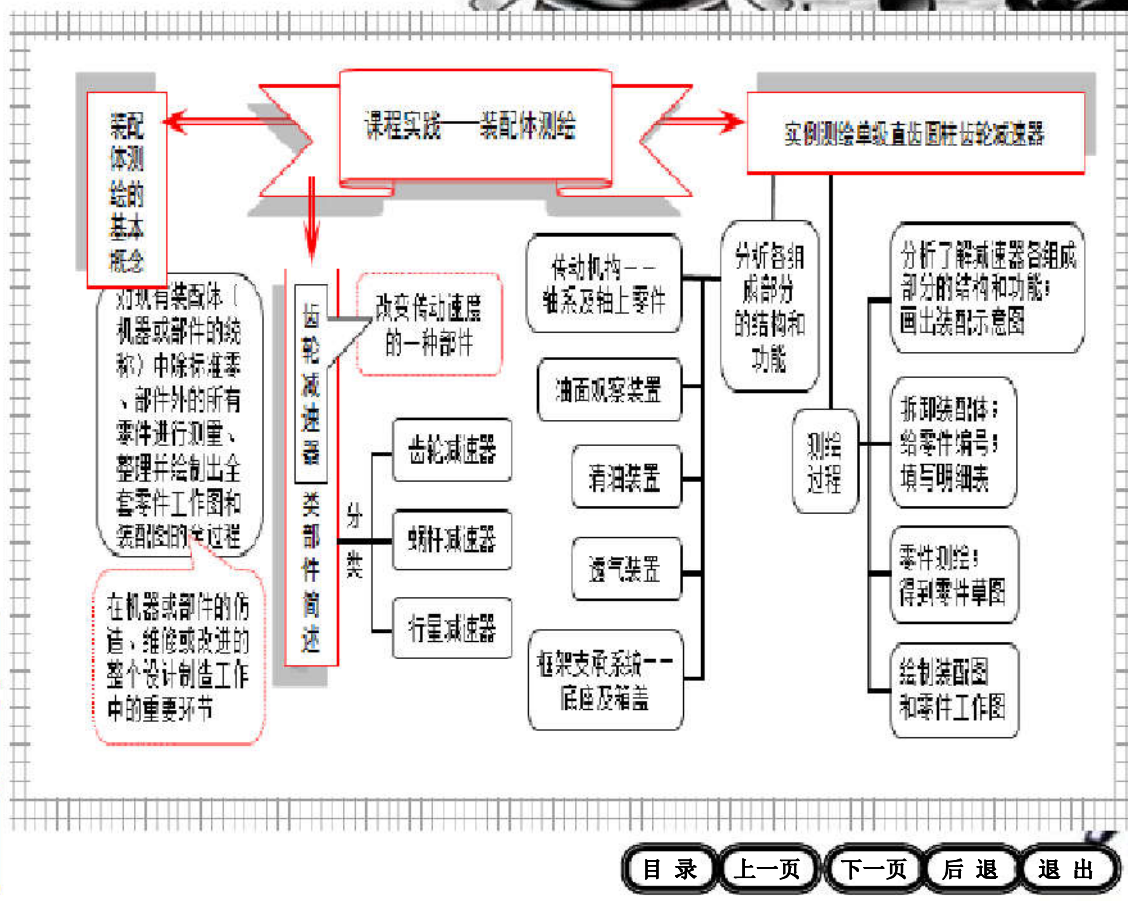 课程实践——装配体测绘
装配
体测
绘的
基本
概念
对现有装配体（
机器或部件的统
称）中除标准零
、部件外的所有
零件进行测量、
整理并绘制出全
套零件工作图和
装配图的全过程
在机器或部件的仿
造、维修或改进的
整个设计制造工作
中的重要环节
齿
轮
减
速
器
类
部
件
简
述
改变传动速度
的一种部件
分
类
齿轮减速器
蜗杆减速器
行星减速器
实例测绘单级直齿圆柱齿轮减速器
分析各组
成部分
的结构和
功能
传动机构——
轴系及轴上零件
油面观察装置
清油装置
透气装置
框架支承系统——
底座及箱盖
测绘
过程
分析了解减速器各组成
部分的结构和功能；
画出装配示意图
拆卸装配体；
给零件编号；
填写明细表
零件测绘；
得到零件草图
绘制装配图
和零件工作图
目 录
上一页
下一页
后 退
退 出